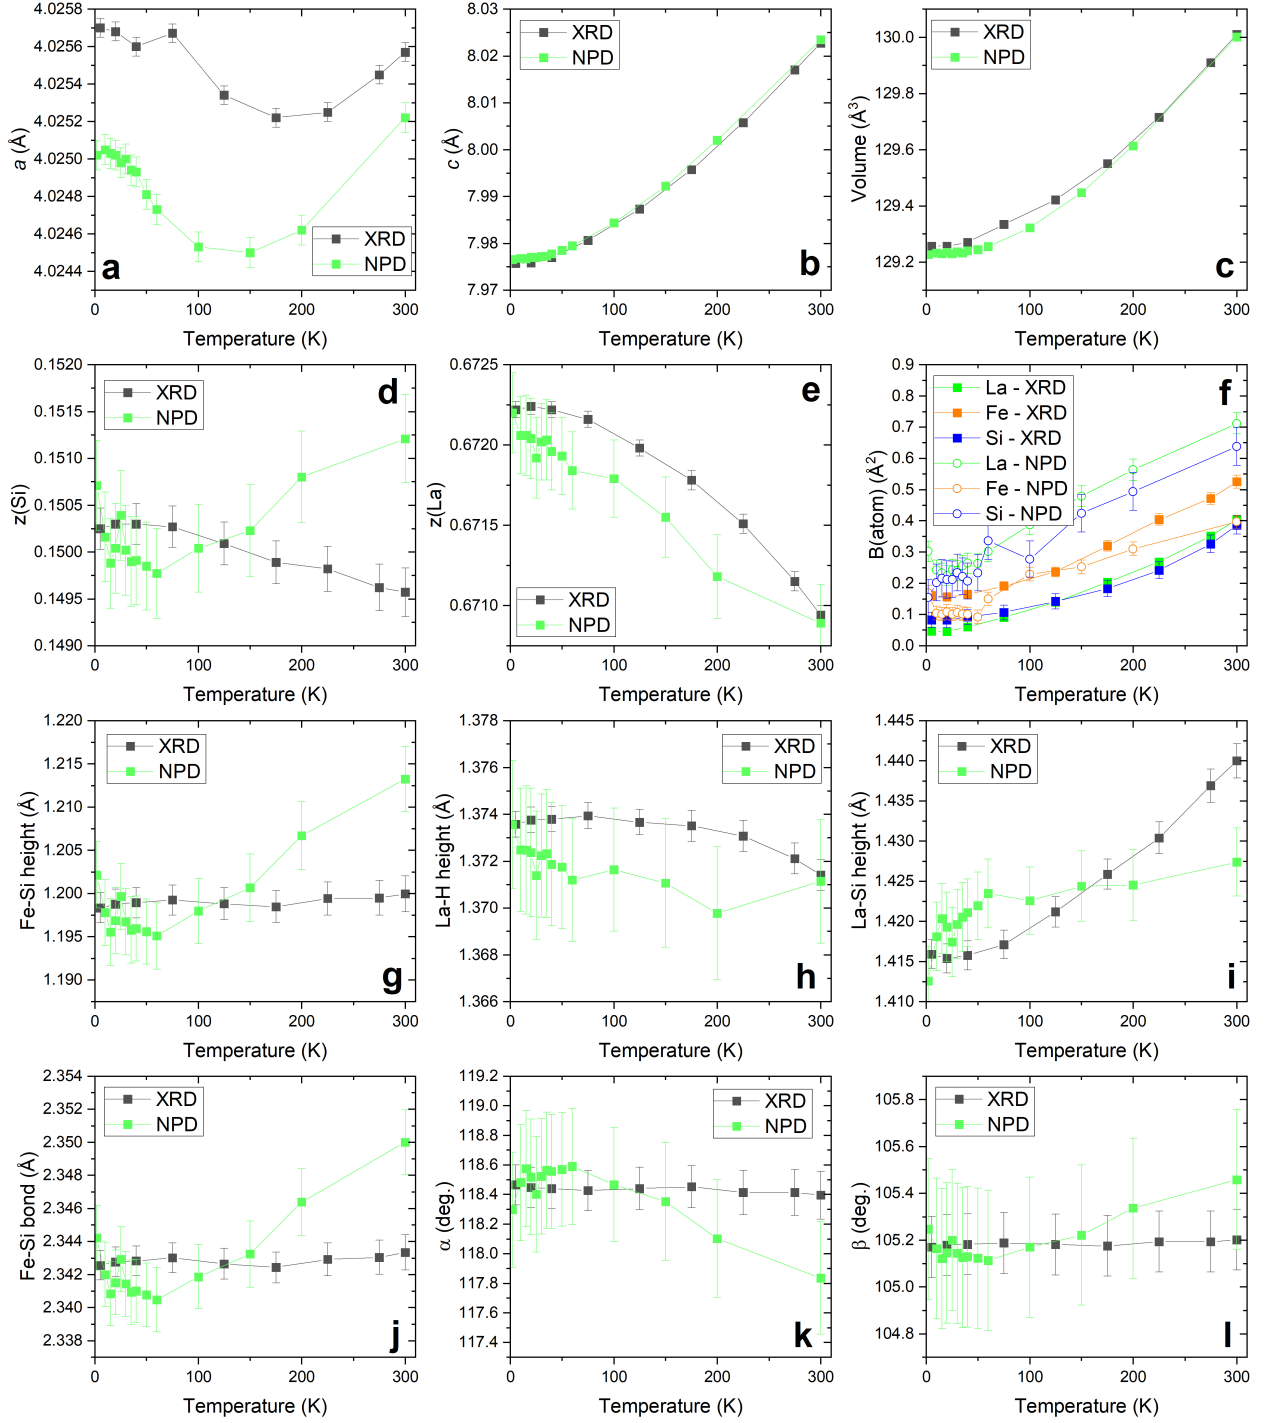 4.0258
4.0256
4.0254
4.0252
4.0250
4.0248
4.0246
4.0244
a (Å)
XRD
NPD
a
0 100 200 300
Temperature (K)
8.03
8.02
8.01
8.00
7.99
7.98
7.97
c (Å)
XRD
NPD
b
0 100 200 300
Temperature (K)
130.0
129.8
129.6
129.4
129.2
Volume (Å³)
XRD
NPD
c
0 100 200 300
Temperature (K)
0.1520
0.1515
0.1510
0.1505
0.1500
0.1495
0.1490
z(Si)
XRD
NPD
d
0 100 200 300
Temperature (K)
0.6725
0.6720
0.6715
0.6710
z(La)
XRD
NPD
e
0 100 200 300
Temperature (K)
0.9
0.8
0.7
0.6
0.5
0.4
0.3
0.2
0.1
0.0
B(atom) (Å²)
La - XRD
Fe - XRD
Si - XRD
La - NPD
Fe - NPD
Si - NPD
f
0 100 200 300
Temperature (K)
1.220
1.215
1.210
1.205
1.200
1.195
1.190
Fe-Si height (Å)
XRD
NPD
g
0 100 200 300
Temperature (K)
1.378
1.376
1.374
1.372
1.370
1.368
1.366
La-H height (Å)
XRD
NPD
h
0 100 200 300
Temperature (K)
1.445
1.440
1.435
1.430
1.425
1.420
1.415
1.410
La-Si height (Å)
XRD
NPD
i
0 100 200 300
Temperature (K)
2.354
2.352
2.350
2.348
2.346
2.344
2.342
2.340
2.338
Fe-Si bond (Å)
XRD
NPD
j
0 100 200 300
Temperature (K)
119.2
119.0
118.8
118.6
118.4
118.2
118.0
117.8
117.6
117.4
α (deg.)
XRD
NPD
k
0 100 200 300
Temperature (K)
105.8
105.6
105.4
105.2
105.0
104.8
β (deg.)
XRD
NPD
l
0 100 200 300
Temperature (K)